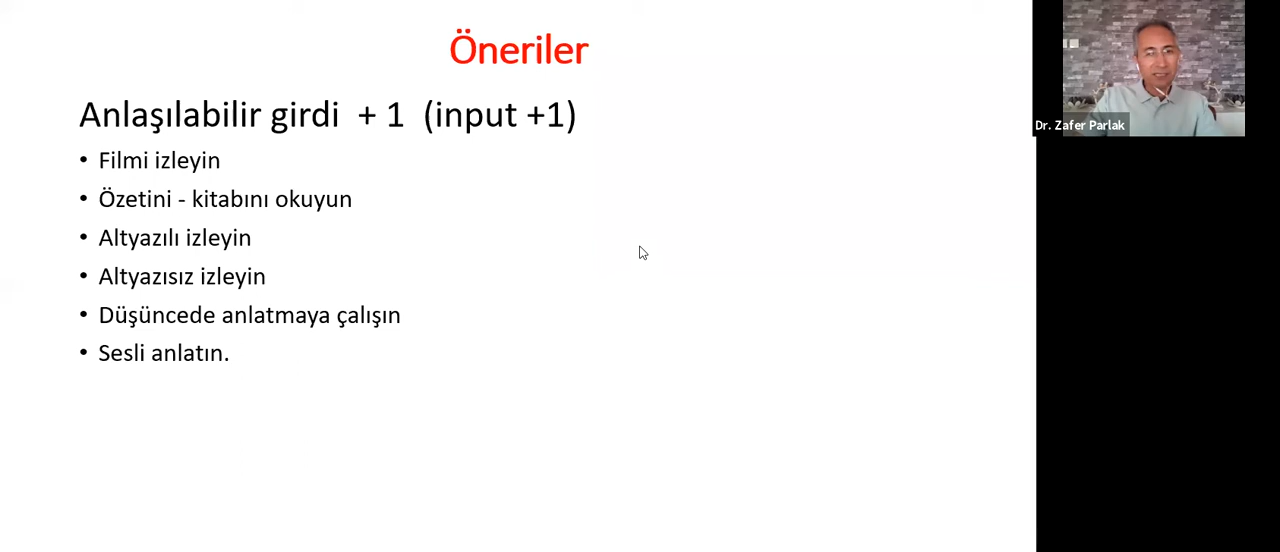 Öneriler
Anlaşılabilir girdi + 1 (input +1)
• Filmi izleyin
• Özetini - kitabını okuyun
• Altyazılı izleyin
• Altyazısız izleyin
• Düşüncede anlatmaya çalışın
• Sesli anlatın.
Dr. Zafer Parlak